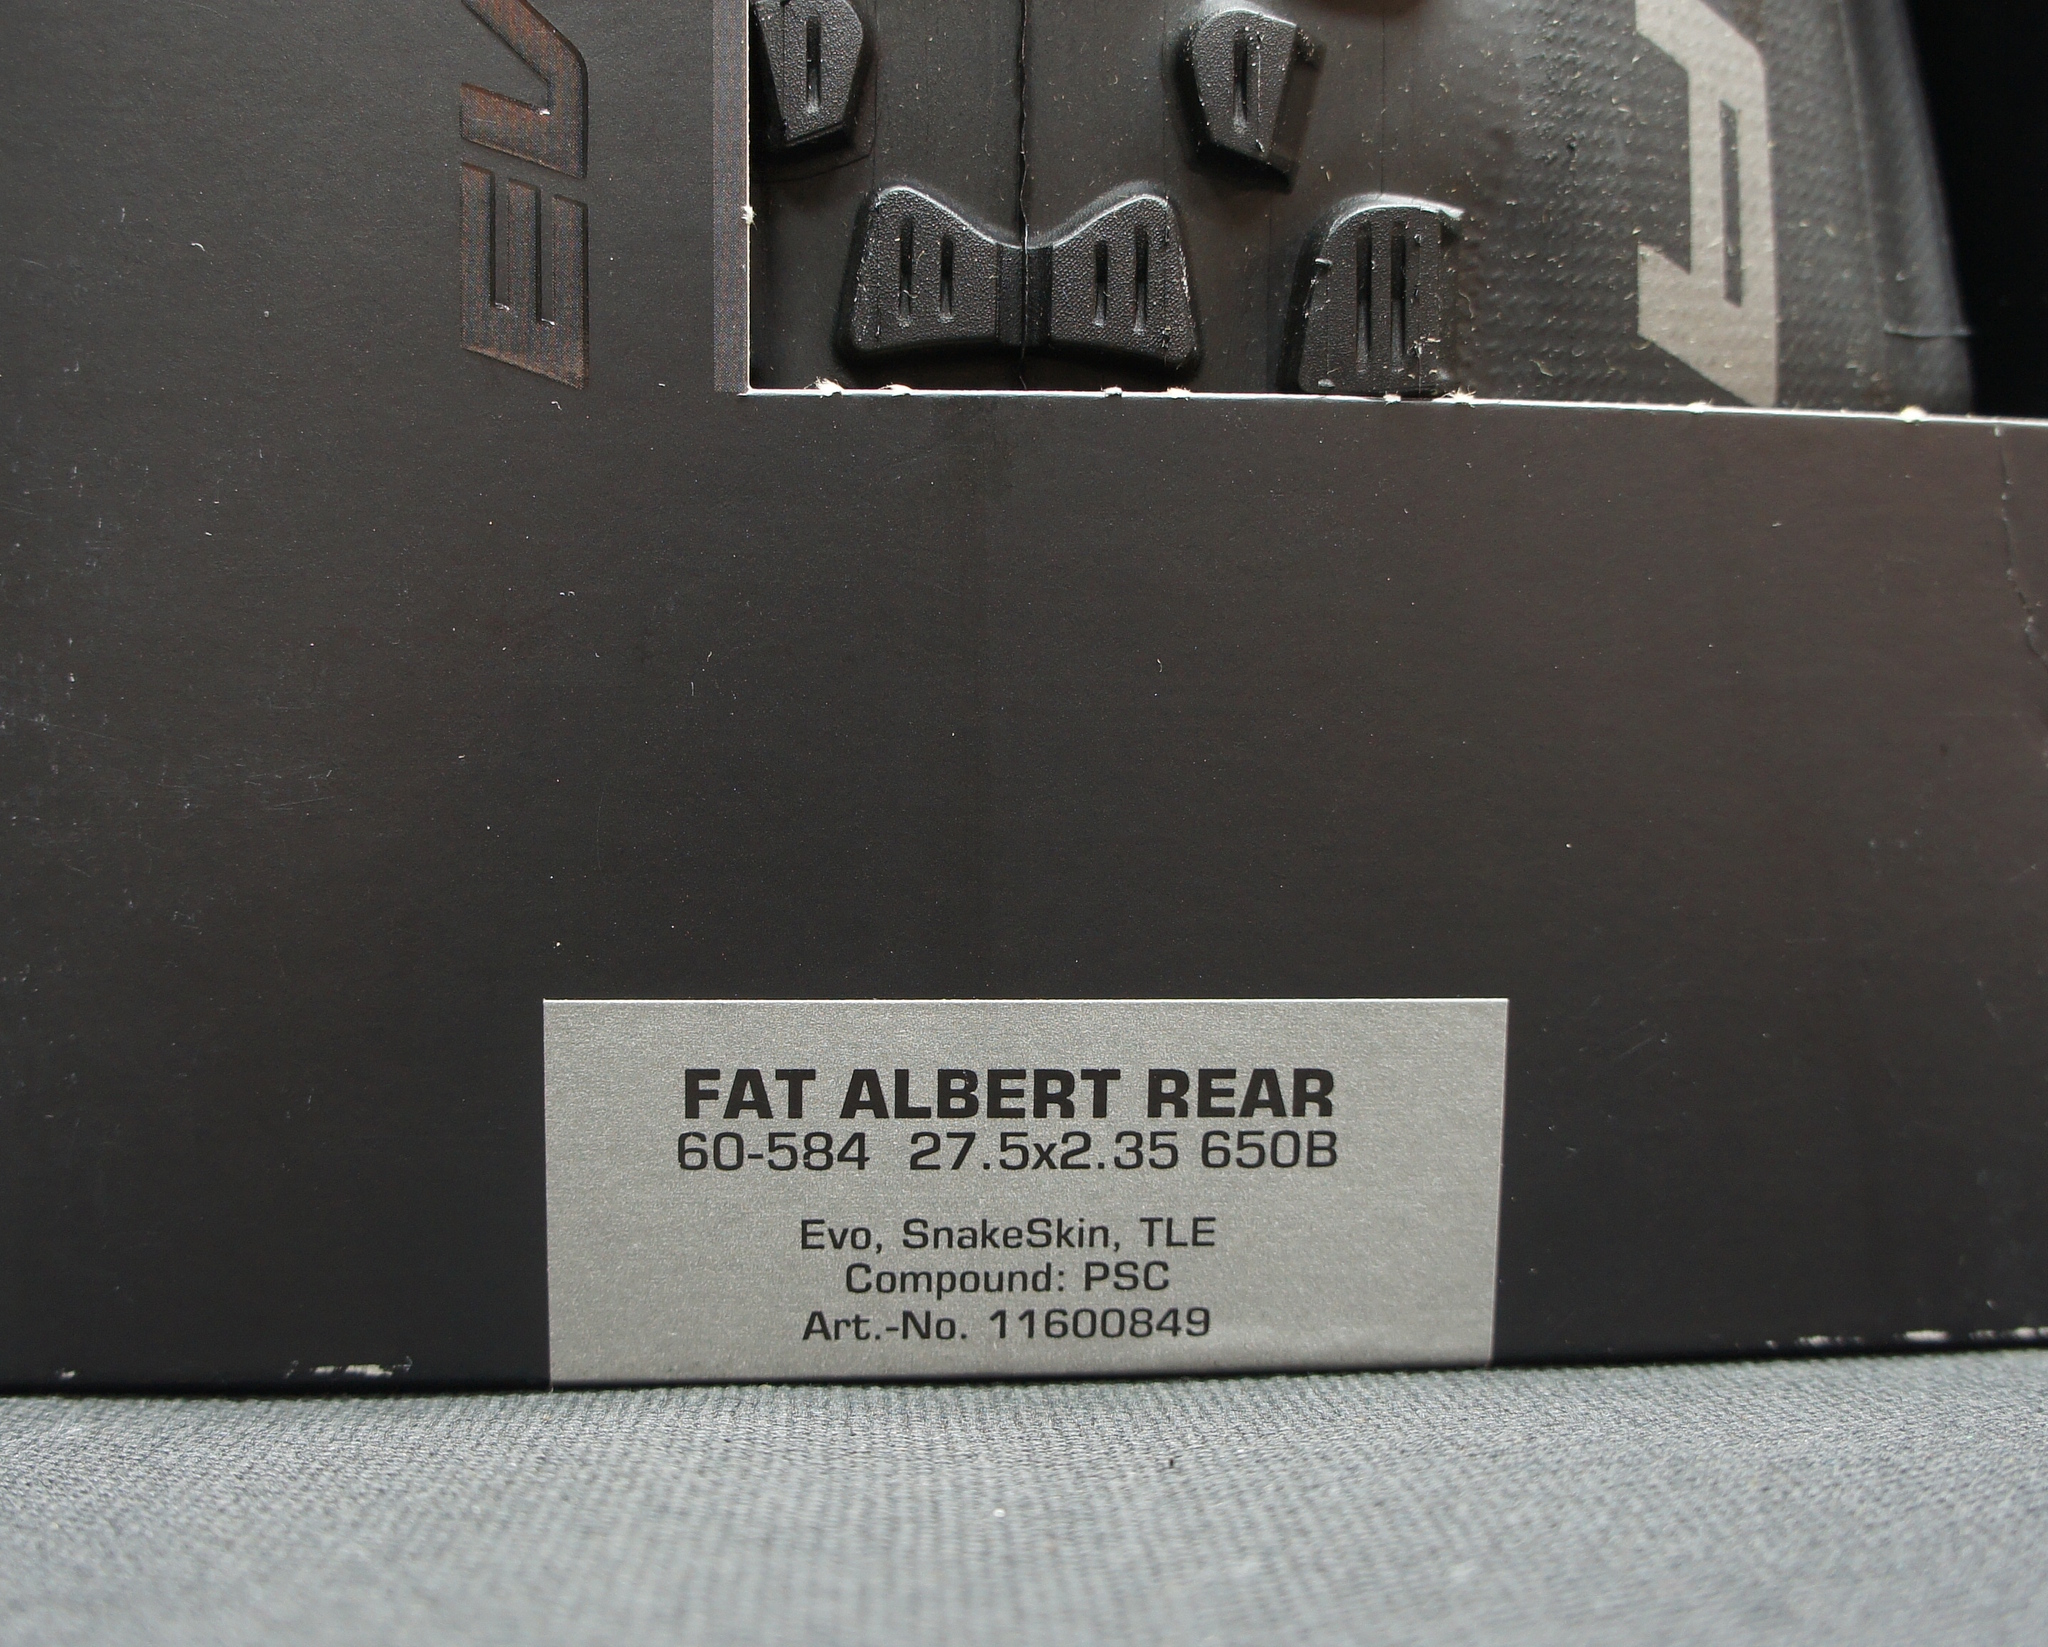 FAT ALBERT REAR
60-584 27.5x2.35 650B
Evo, SnakeSkin, TLE
Compound: PSC
Art.-No. 11600849